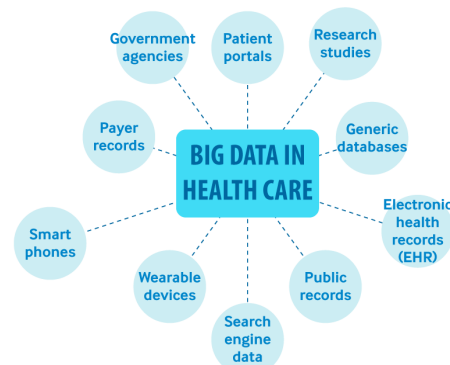 Government
agencies
Patient
portals
Research
studies
Payer
records
BIG DATA IN
HEALTH CARE
Generic
databases
Smart
phones
Electronic
health
records
(EHR)
Wearable
devices
Public
records
Search
engine
data